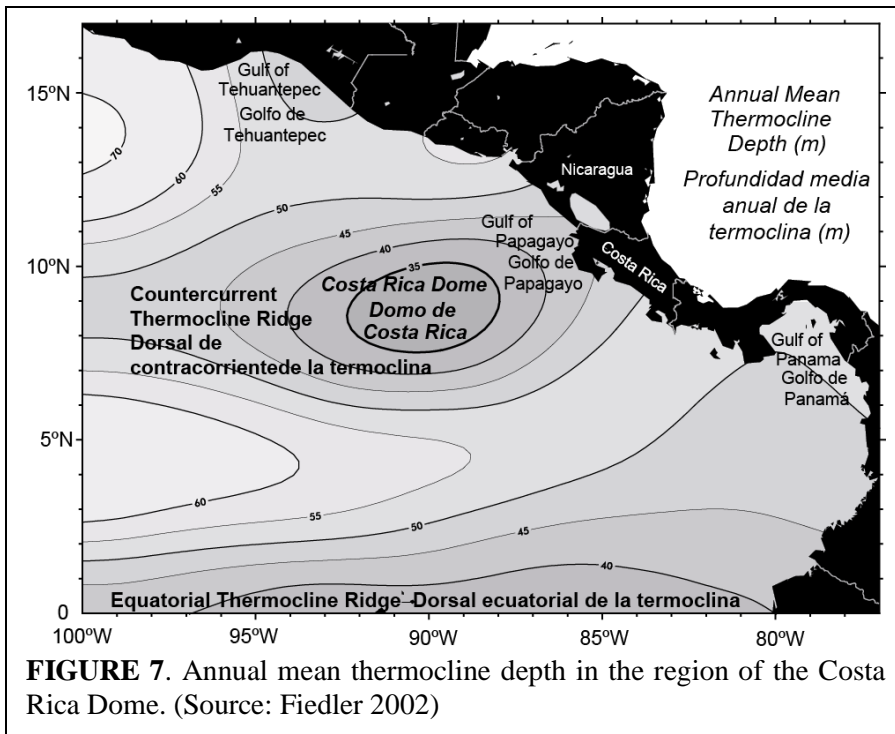 Gulf of
Tehuantepec
Golfo de
Tehuantepec
Annual Mean
Thermocline
Depth (m)
Profundidad media
anual de la
termoclina (m)
Nicaragua
Gulf of
Papagayo
Golfo de
Papagayo
Costa Rica
Costa Rica Dome
Domo de
Costa Rica
Countercurrent
Thermocline Ridge
Dorsal de
contracorrientede la termoclina
Gulf of
Panama
Golfo de
Panamá
Equatorial Thermocline Ridge - Dorsal ecuatorial de la termoclina
70
60
55
50
45
40
35
60
55
50
45
40
15ºN
10ºN
5ºN
0
100ºW
95ºW
90ºW
85ºW
80ºW
FIGURE 7. Annual mean thermocline depth in the region of the Costa
Rica Dome. (Source: Fiedler 2002)